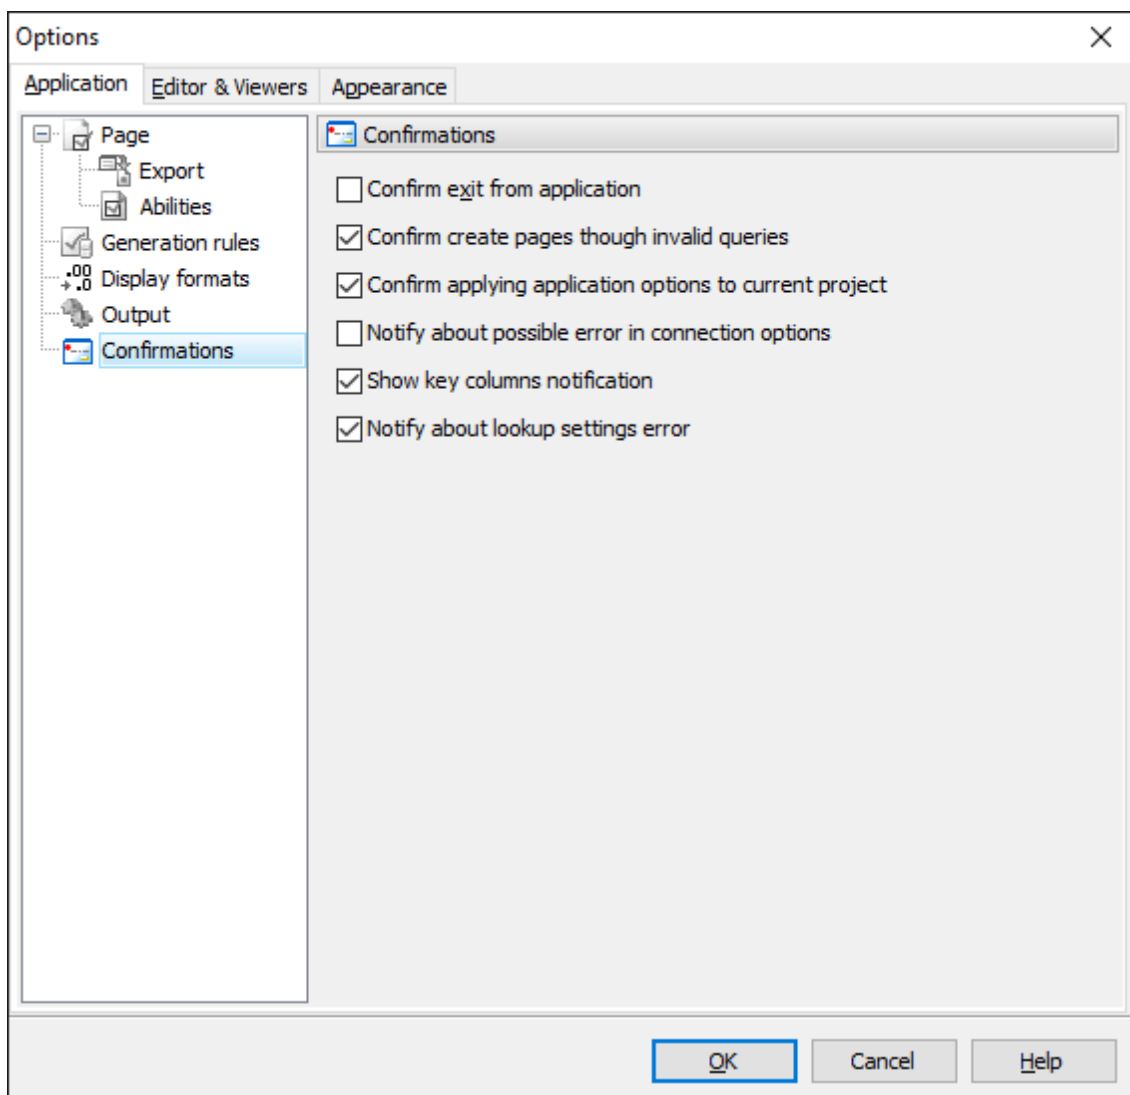 Options
Application
Editor & Viewers
Appearance
Page
Export
Abilities
Generation rules
Display formats
Output
Confirmations
Confirmations
Confirm exit from application
Confirm create pages though invalid queries
Confirm applying application options to current project
Notify about possible error in connection options
Show key columns notification
Notify about lookup settings error
OK
Cancel
Help